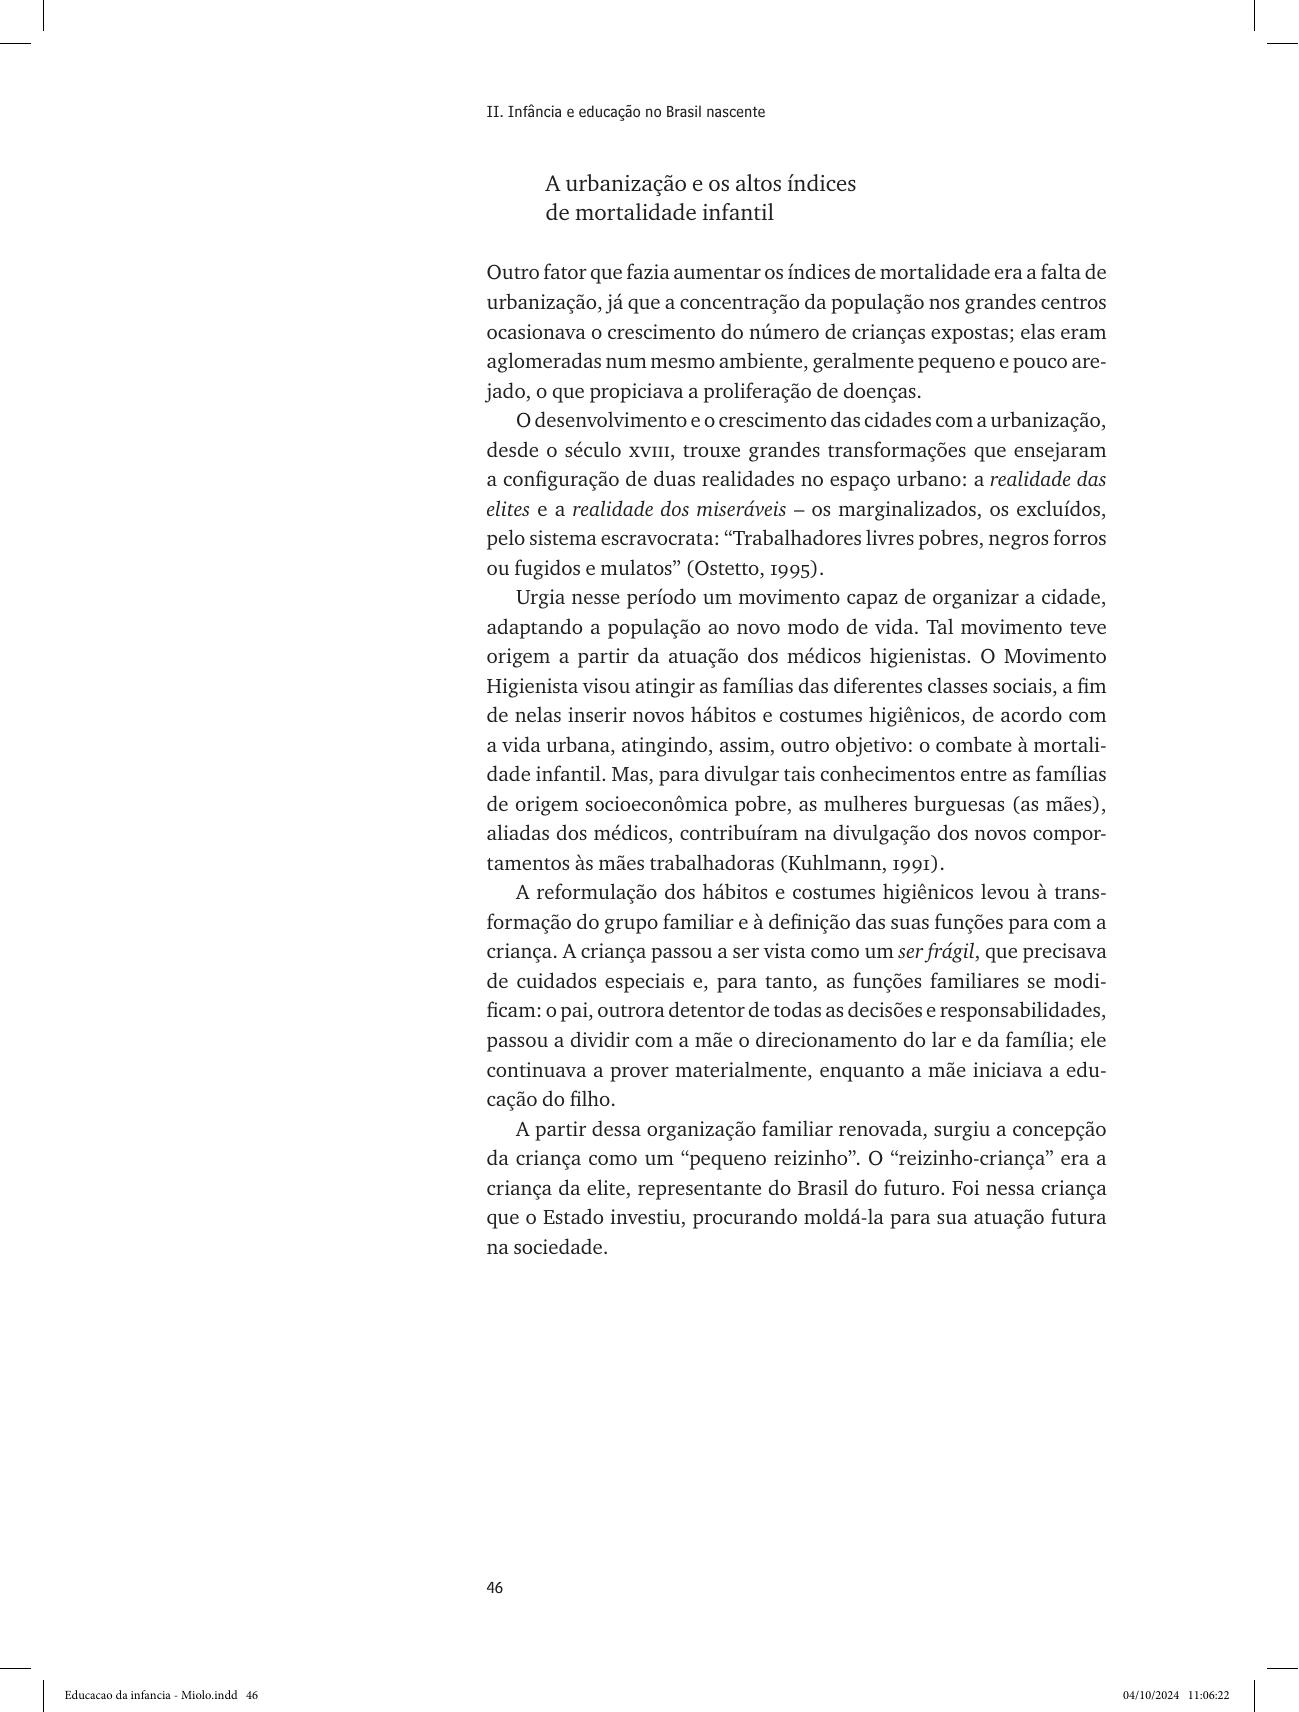 II. Infância e educação no Brasil nascente
A urbanização e os altos índices
de mortalidade infantil
Outro fator que fazia aumentar os índices de mortalidade era a falta de
urbanização, já que a concentração da população nos grandes centros
ocasionava o crescimento do número de crianças expostas; elas eram
aglomeradas num mesmo ambiente, geralmente pequeno e pouco are-
jado, o que propiciava a proliferação de doenças.
O desenvolvimento e o crescimento das cidades com a urbanização,
desde o século XVIII, trouxe grandes transformações que ensejaram
a configuração de duas realidades no espaço urbano: a realidade das
elites e a realidade dos miseráveis – os marginalizados, os excluídos,
pelo sistema escravocrata: “Trabalhadores livres pobres, negros forros
ou fugidos e mulatos” (Ostetto, 1995).
Urgia nesse período um movimento capaz de organizar a cidade,
adaptando a população ao novo modo de vida. Tal movimento teve
origem a partir da atuação dos médicos higienistas. O Movimento
Higienista visou atingir as famílias das diferentes classes sociais, a fim
de nelas inserir novos hábitos e costumes higiênicos, de acordo com
a vida urbana, atingindo, assim, outro objetivo: o combate à mortali-
dade infantil. Mas, para divulgar tais conhecimentos entre as famílias
de origem socioeconômica pobre, as mulheres burguesas (as mães),
aliadas dos médicos, contribuíram na divulgação dos novos compor-
tamentos às mães trabalhadoras (Kuhlmann, 1991).
A reformulação dos hábitos e costumes higiênicos levou à trans-
formação do grupo familiar e à definição das suas funções para com a
criança. A criança passou a ser vista como um ser frágil, que precisava
de cuidados especiais e, para tanto, as funções familiares se modi-
ficam: o pai, outrora detentor de todas as decisões e responsabilidades,
passou a dividir com a mãe o direcionamento do lar e da família; ele
continuava a prover materialmente, enquanto a mãe iniciava a edu-
cação do filho.
A partir dessa organização familiar renovada, surgiu a concepção
da criança como um “pequeno reizinho”. O “reizinho-criança” era a
criança da elite, representante do Brasil do futuro. Foi nessa criança
que o Estado investiu, procurando moldá-la para sua atuação futura
na sociedade.
46
Educacao da infancia - Miolo.indd   46
04/10/2024   11:06:22